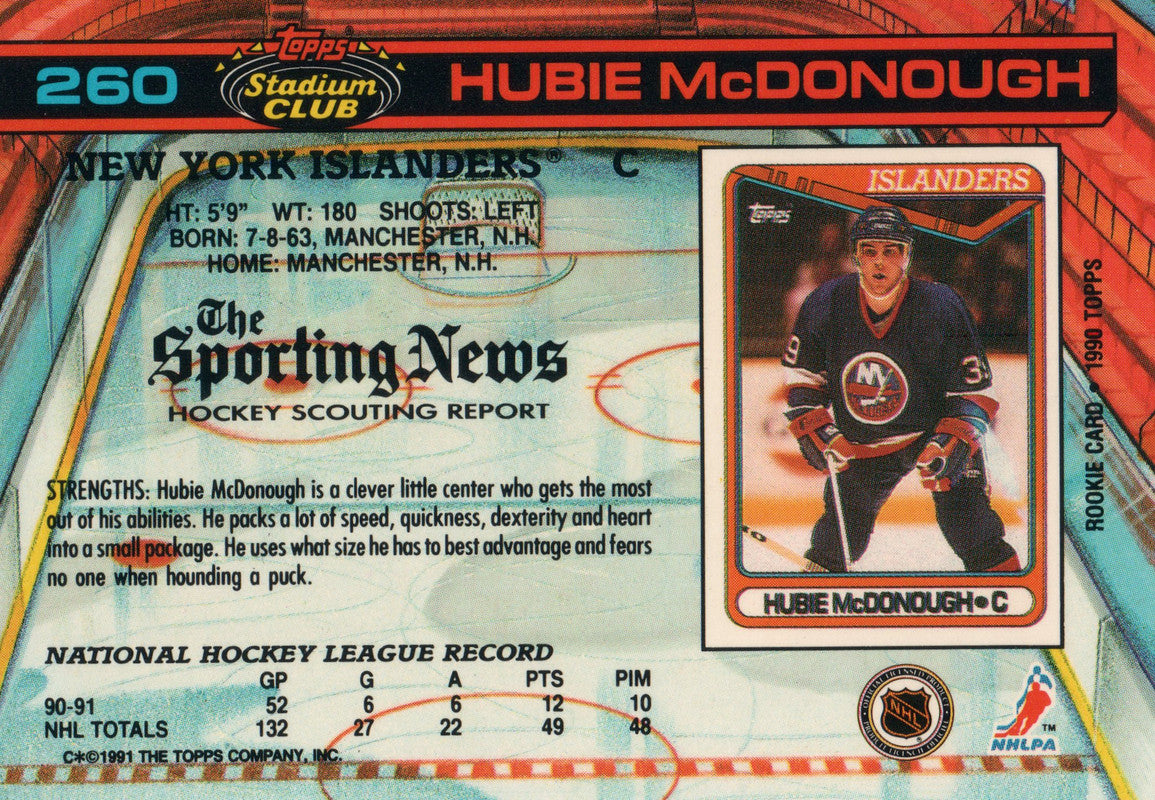 260
Topps
Stadium
CLUB
HUBIE McDONOUGH
NEW YORK ISLANDERS® C
HT: 5'9" WT: 180 SHOOTS: LEFT
BORN: 7-8-63, MANCHESTER, N.H.
HOME: MANCHESTER, N.H.
The
Sporting News
HOCKEY SCOUTING REPORT
STRENGTHS: Hubie McDonough is a clever little center who gets the most
out of his abilities. He packs a lot of speed, quickness, dexterity and heart
into a small package. He uses what size he has to best advantage and fears
no one when hounding a puck.
NATIONAL HOCKEY LEAGUE RECORD
GP G A PTS PIM
90-91 52 6 6 12 10
NHL TOTALS 132 27 22 49 48
C*©1991 THE TOPPS COMPANY, INC.
ISLANDERS
Topps
39
NY
HUBIE McDONOUGH • C
ROOKIE CARD • 1990 TOPPS
NHL
NHLPA
TM